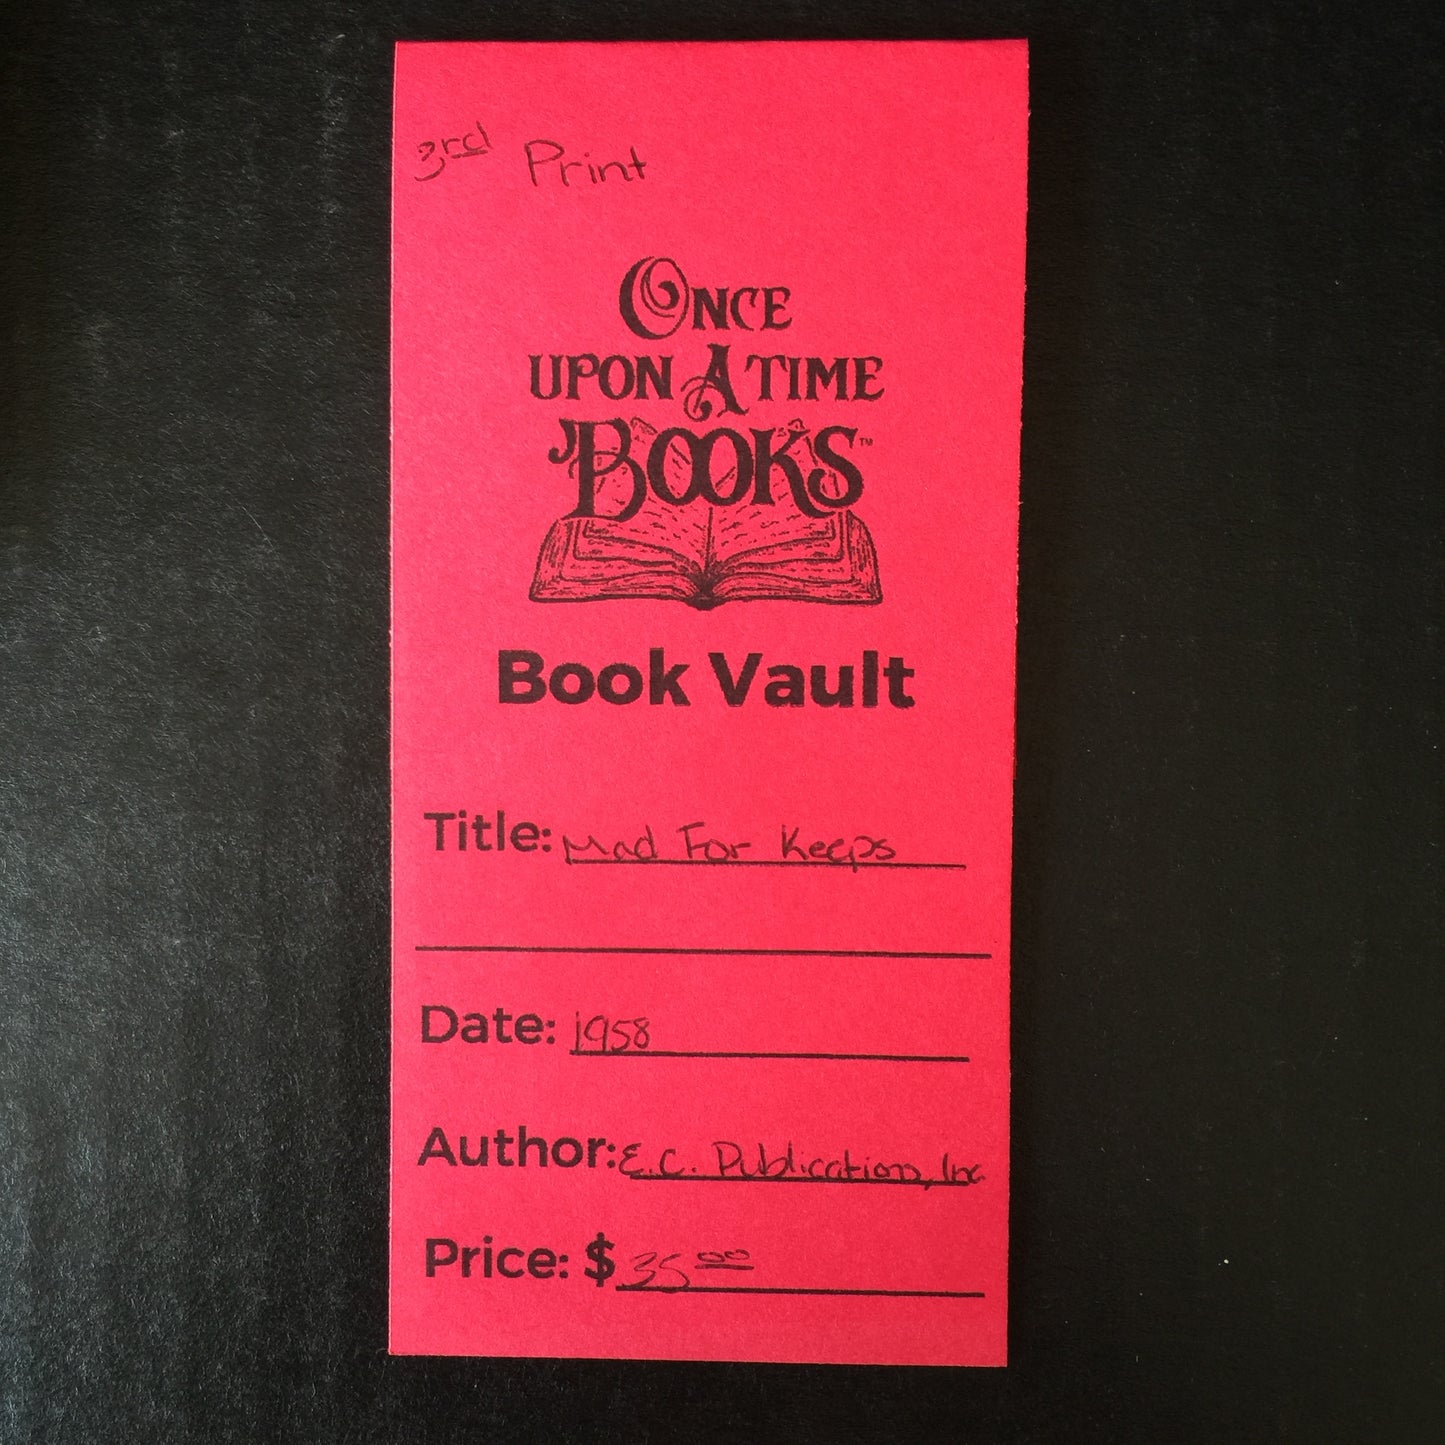 3rd Print
ONCE
UPON A TIME
BOOKS™
Book Vault
Title: Mad For Keeps
Date: 1958
Author: E.C. Publications, Inc.
Price: $ 35 00